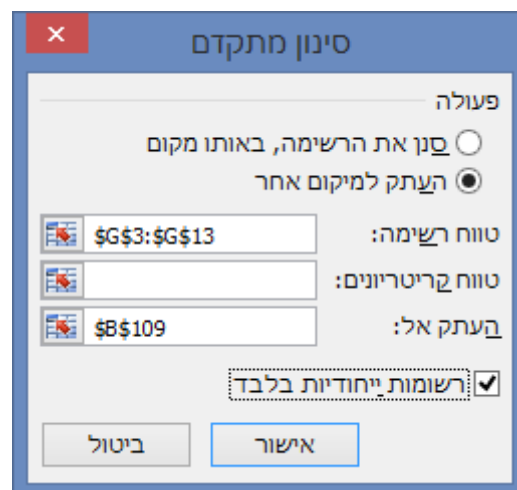 סינון מתקדם
פעולה
סנן את הרשימה, באותו מקום
העתק למיקום אחר
טווח רשימה: $G$3:$G$13
טווח קריטריונים:
העתק אל: $B$109
רשומות ייחודיות בלבד
אישור ביטול